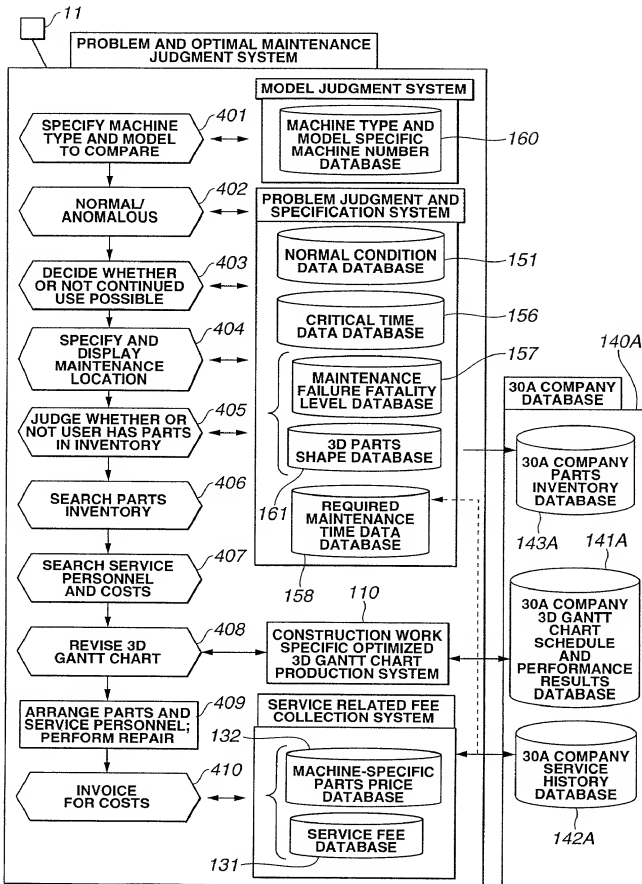 11
PROBLEM AND OPTIMAL MAINTENANCE
JUDGMENT SYSTEM
SPECIFY MACHINE
TYPE AND MODEL
TO COMPARE
401
MODEL JUDGMENT SYSTEM
MACHINE TYPE AND
MODEL SPECIFIC
MACHINE NUMBER
DATABASE
160
NORMAL/
ANOMALOUS
402
PROBLEM JUDGMENT AND
SPECIFICATION SYSTEM
DECIDE WHETHER
OR NOT CONTINUED
USE POSSIBLE
403
NORMAL CONDITION
DATA DATABASE
151
CRITICAL TIME
DATA DATABASE
156
SPECIFY AND
DISPLAY
MAINTENANCE
LOCATION
404
MAINTENANCE
FAILURE FATALITY
LEVEL DATABASE
157
JUDGE WHETHER OR
NOT USER HAS PARTS
IN INVENTORY
405
3D PARTS
SHAPE DATABASE
161
SEARCH PARTS
INVENTORY
406
REQUIRED
MAINTENANCE
TIME DATA
DATABASE
158
SEARCH SERVICE
PERSONNEL
AND COSTS
407
REVISE 3D
GANTT CHART
408
110
CONSTRUCTION WORK
SPECIFIC OPTIMIZED
3D GANTT CHART
PRODUCTION SYSTEM
ARRANGE PARTS AND
SERVICE PERSONNEL;
PERFORM REPAIR
409
SERVICE RELATED FEE
COLLECTION SYSTEM
INVOICE
FOR COSTS
410
132
MACHINE-SPECIFIC
PARTS PRICE
DATABASE
SERVICE FEE
DATABASE
131
140A
30A COMPANY
DATABASE
30A COMPANY
PARTS
INVENTORY
DATABASE
143A
141A
30A COMPANY
3D GANTT
CHART
SCHEDULE
AND
PERFORMANCE
RESULTS
DATABASE
30A COMPANY
SERVICE
HISTORY
DATABASE
142A